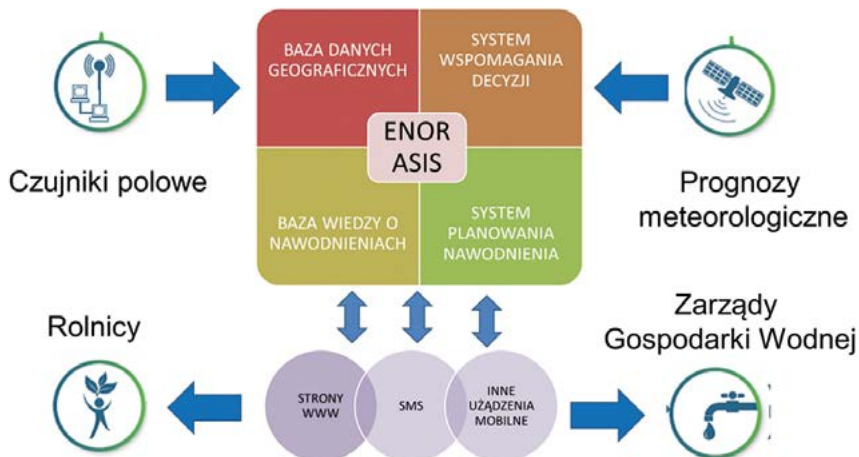 BAZA DANYCH
GEOGRAFICZNYCH
SYSTEM
WSPOMAGANIA
DECYZJI
ENOR
ASIS
Czujniki polowe
Prognozy
meteorologiczne
BAZA WIEDZY O
NAWODNIENIACH
SYSTEM
PLANOWANIA
NAWODNIENIA
Rolnicy
Zarządy
Gospodarki Wodnej
STRONY
WWW
SMS
INNE
UŻĄDZENIA
MOBILNE